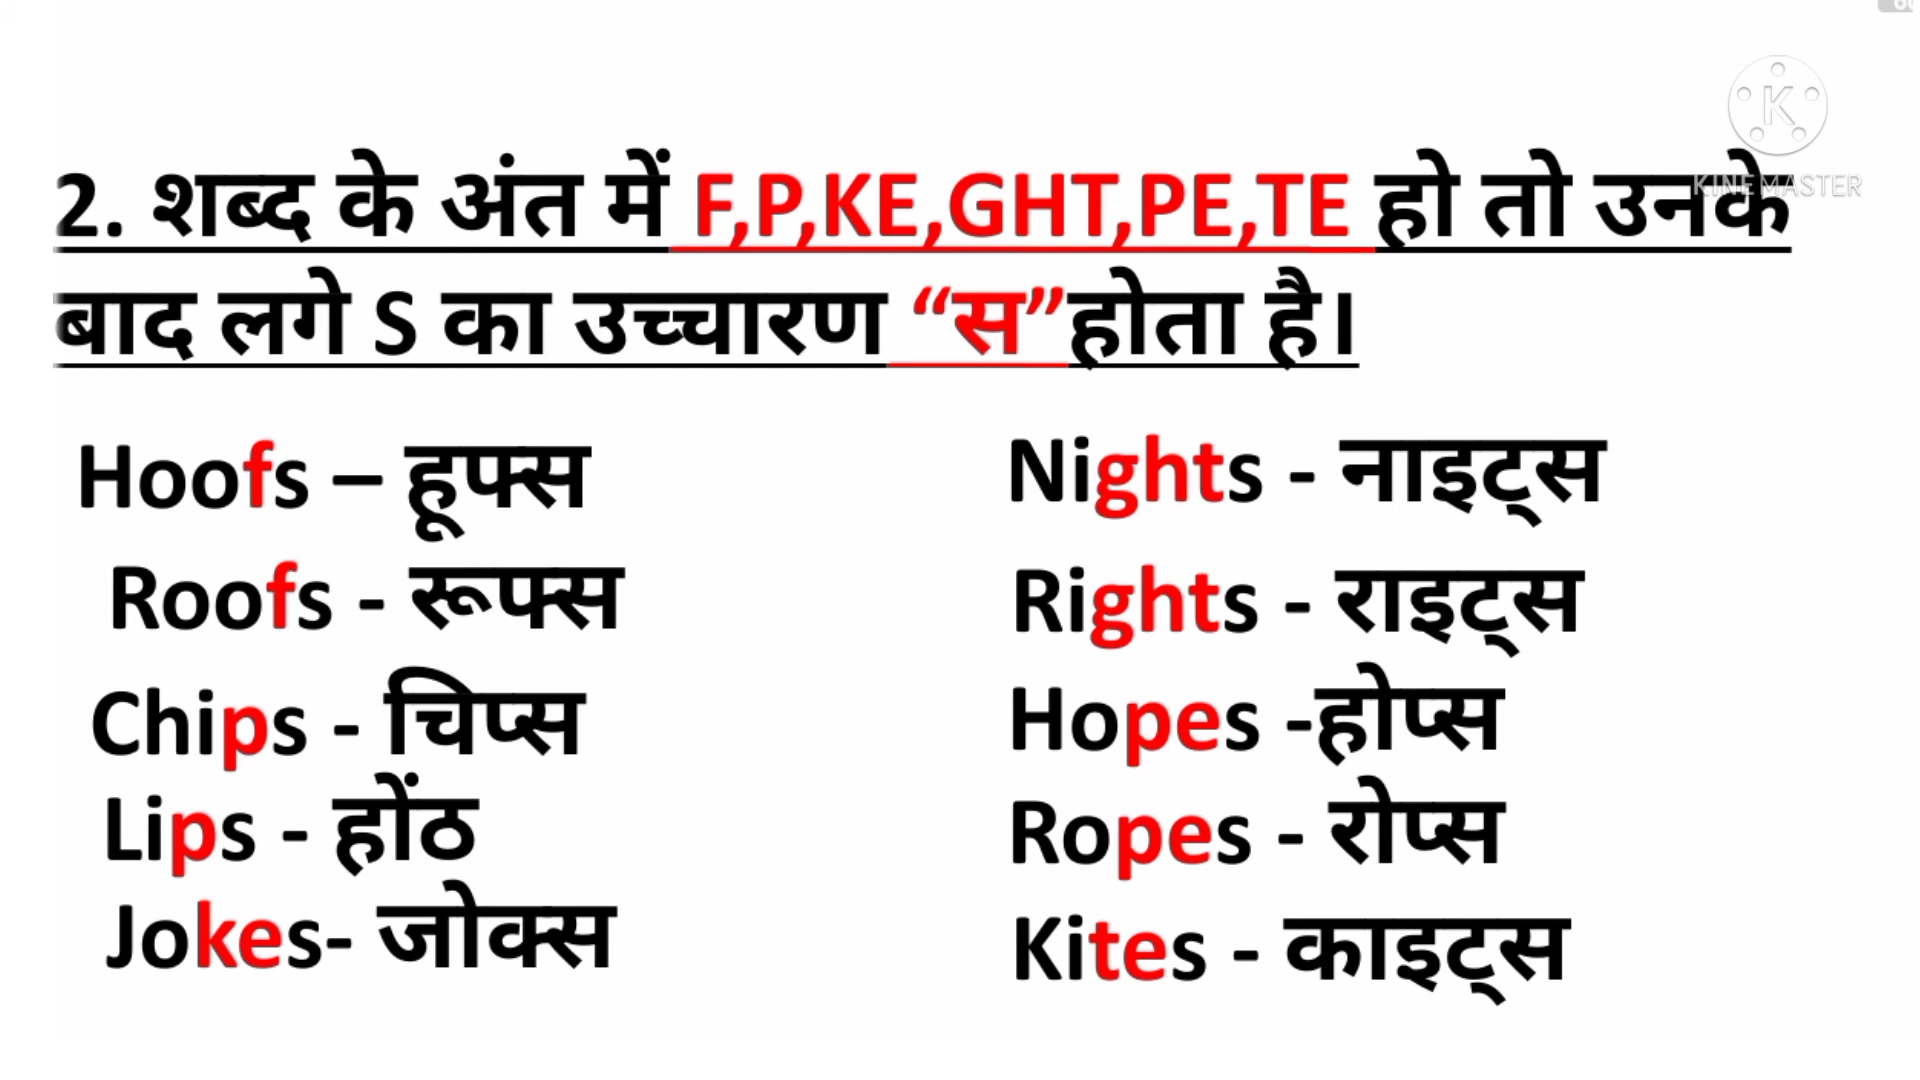 2. शब्द के अंत में F,P,KE,GHT,PE,TE हो तो उनके
बाद लगे S का उच्चारण “स”होता है।
Hoofs – हूफ्स
Roofs - रूफ्स
Chips - चिप्स
Lips - होंठ
Jokes- जोक्स
Nights - नाइट्स
Rights - राइट्स
Hopes -होप्स
Ropes - रोप्स
Kites - काइट्स
K
KINEMASTER